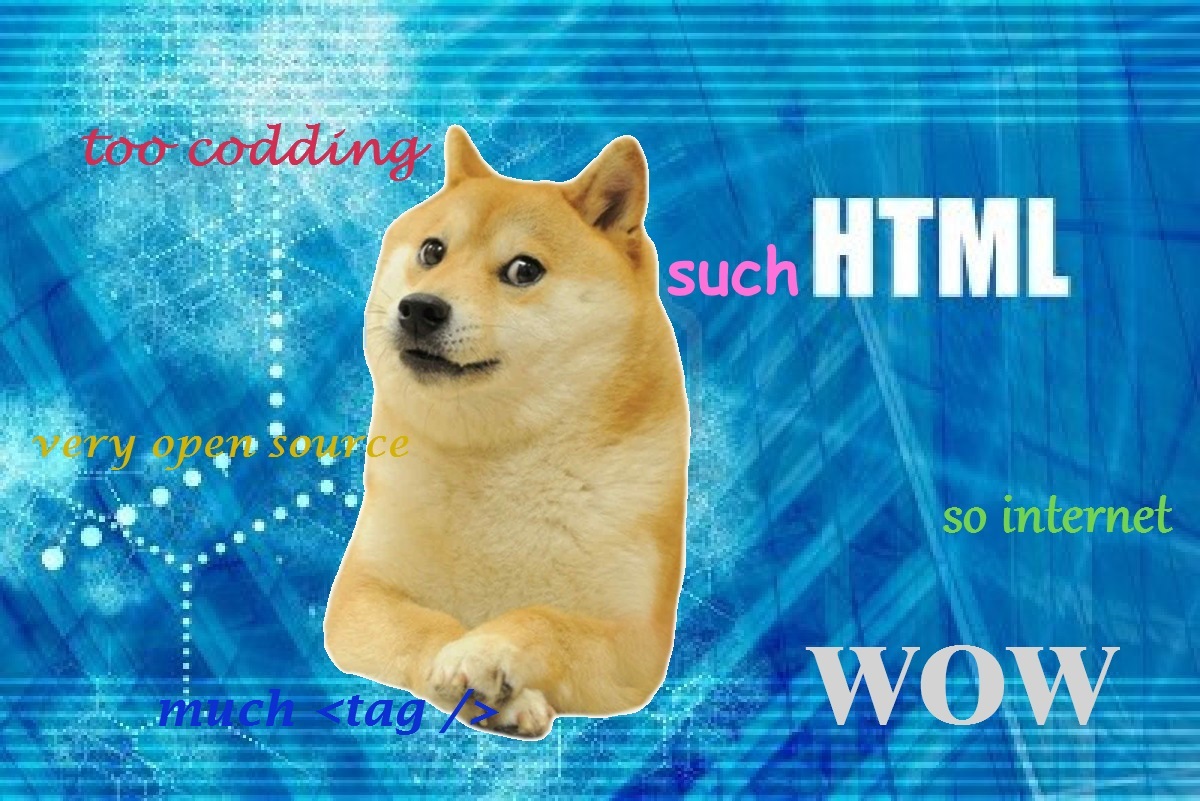 too codding
such HTML
very open source
so internet
much <tag />
wow